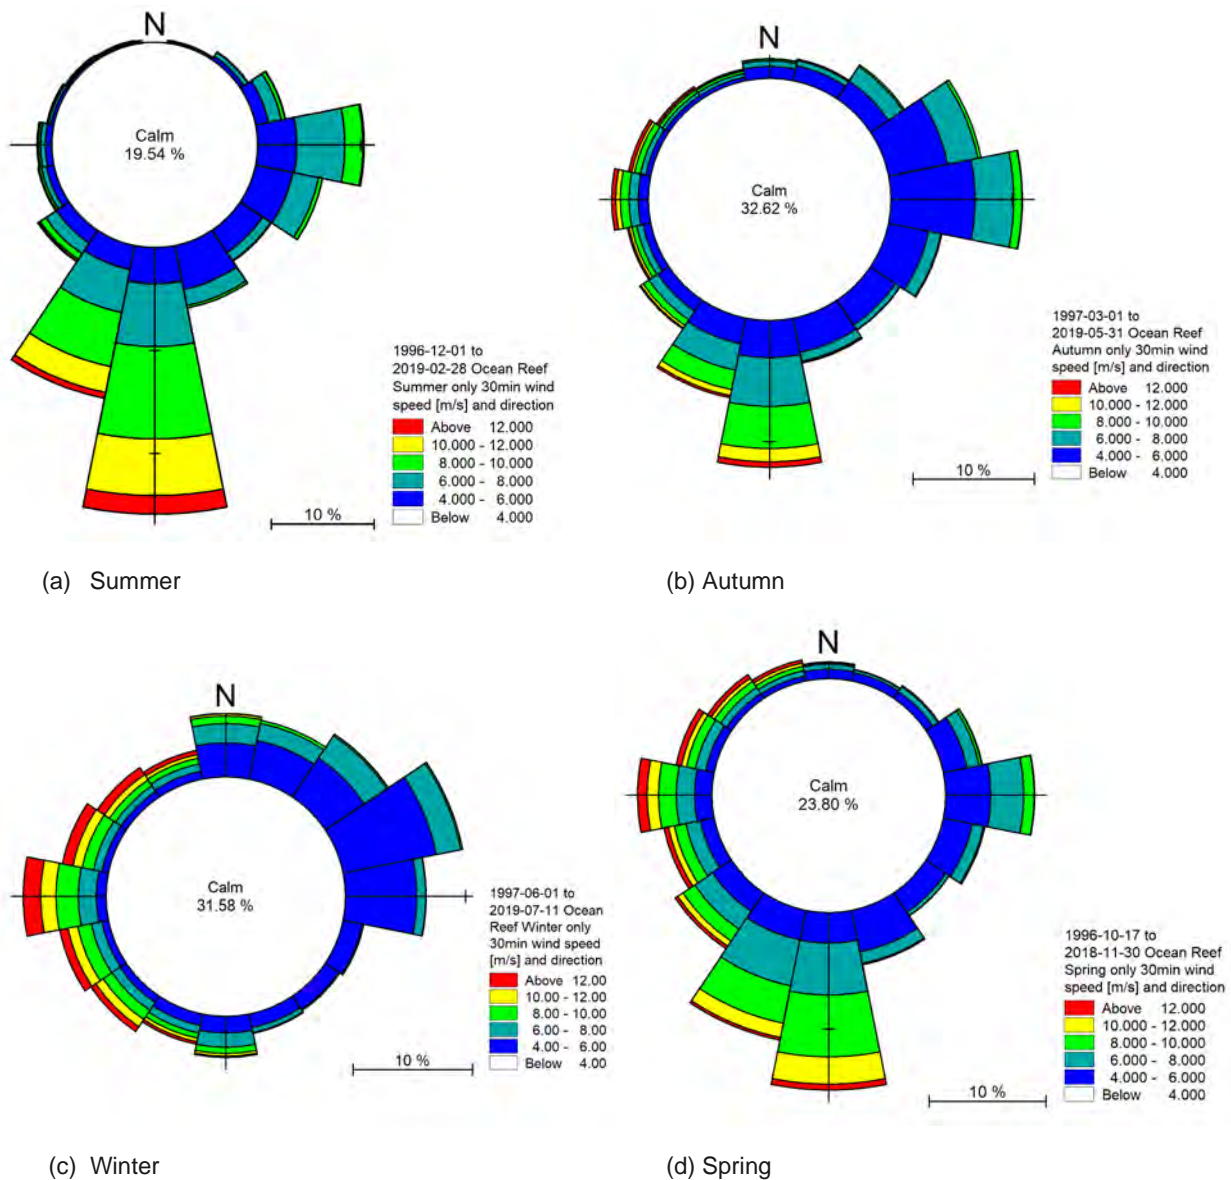 N
Calm
19.54 %
1996-12-01 to
2019-02-28 Ocean Reef
Summer only 30min wind
speed [m/s] and direction
Above 12.000
10.000 - 12.000
8.000 - 10.000
6.000 - 8.000
4.000 - 6.000
Below 4.000
10 %
(a) Summer
N
Calm
32.62 %
1997-03-01 to
2019-05-31 Ocean Reef
Autumn only 30min wind
speed [m/s] and direction
Above 12.000
10.000 - 12.000
8.000 - 10.000
6.000 - 8.000
4.000 - 6.000
Below 4.000
10 %
(b) Autumn
N
Calm
31.58 %
1997-06-01 to
2019-07-11 Ocean
Reef Winter only
30min wind speed
[m/s] and direction
Above 12.00
10.00 - 12.00
8.00 - 10.00
6.00 - 8.00
4.00 - 6.00
Below 4.00
10 %
(c) Winter
N
Calm
23.80 %
1996-10-17 to
2018-11-30 Ocean Reef
Spring only 30min wind
speed [m/s] and direction
Above 12.000
10.000 - 12.000
8.000 - 10.000
6.000 - 8.000
4.000 - 6.000
Below 4.000
10 %
(d) Spring